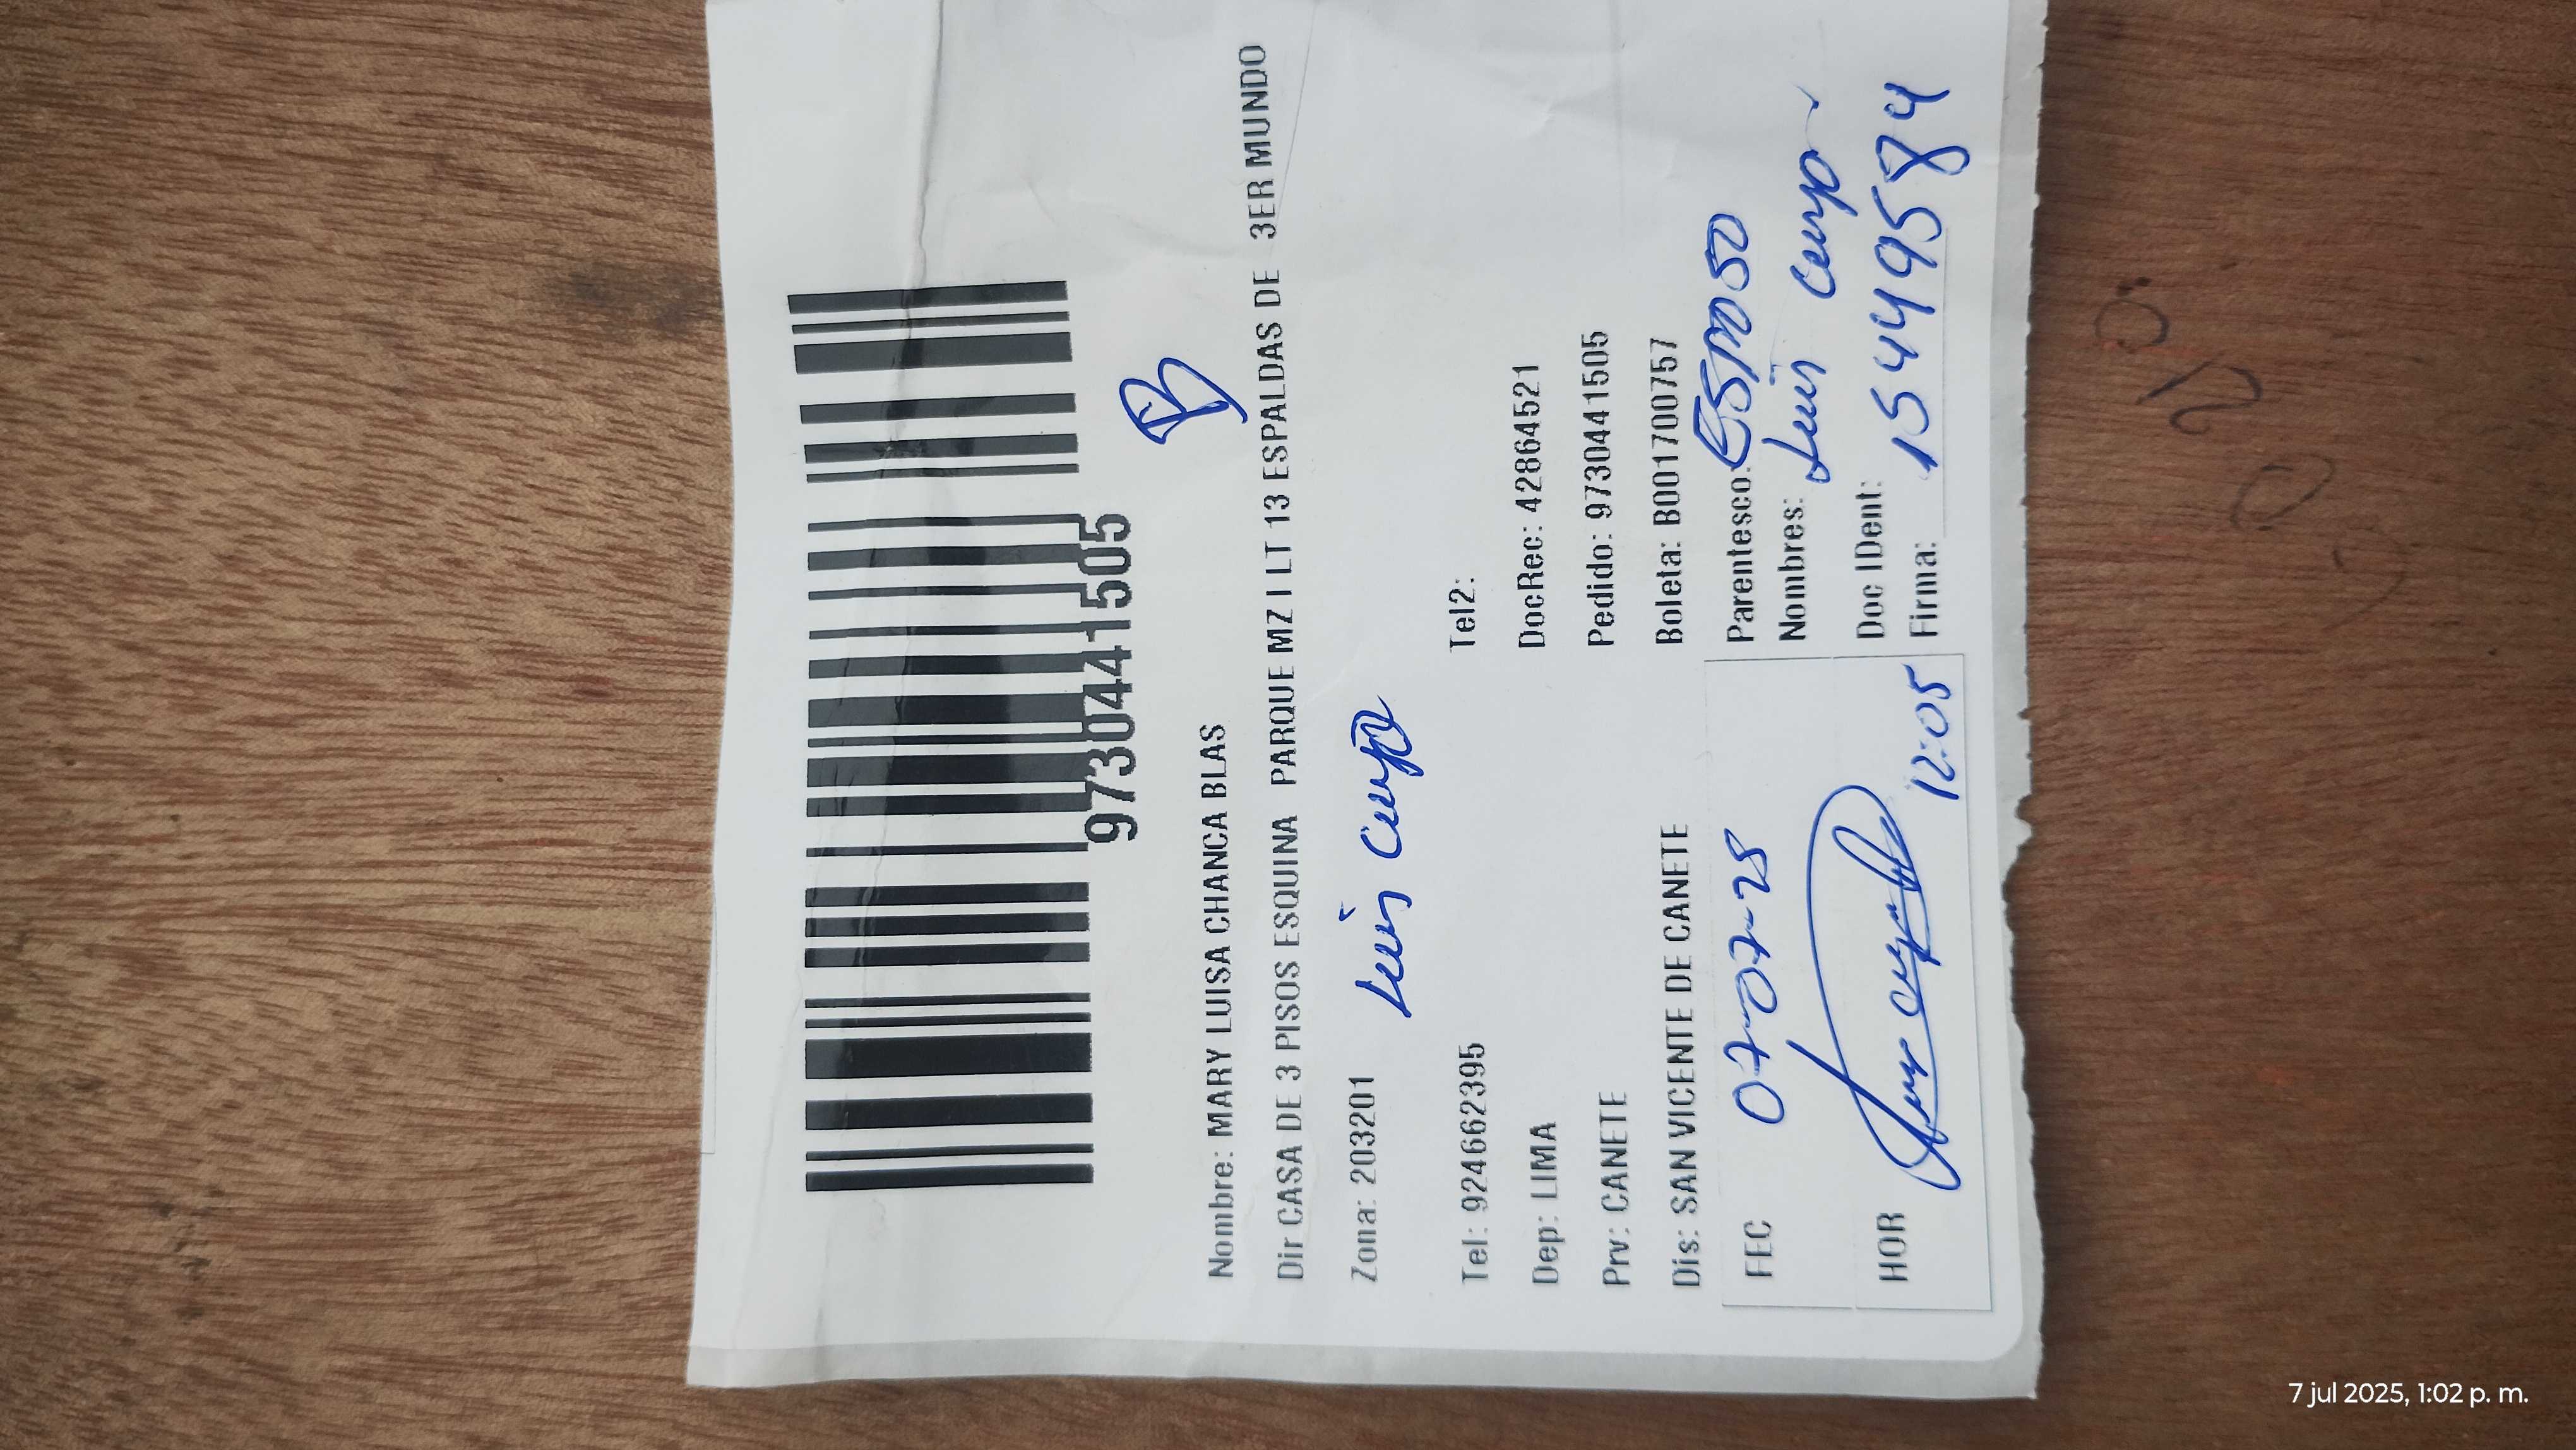 9730441505
B
Nombre: MARY LUISA CHANCA BLAS
Dir CASA DE 3 PISOS ESQUINA PARQUE MZ I LT 13 ESPALDAS DE 3ER MUNDO
Zona: 203201
Luis
Tel: 924662395 Tel2:
Dep: LIMA DocRec: 42864521
Prv: CANETE Pedido: 9730441505
Dis: SAN VICENTE DE CANETE Boleta: B001700757
FEC 07-07-25 Parentesco: ESPOSO
Nombres: Luis
HOR 12:05 Doc IDent: 15449584
Firma:
7 jul 2025, 1:02 p. m.